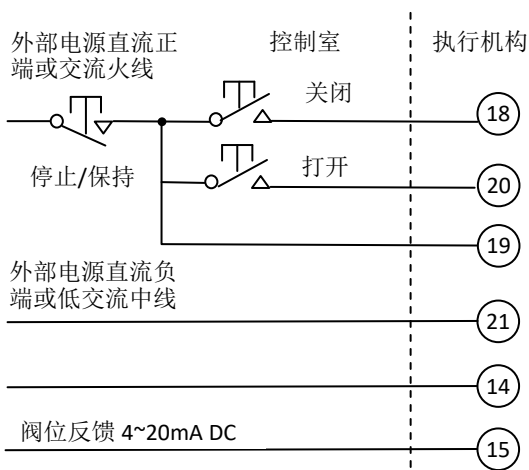 外部电源直流正
端或交流火线
控制室
执行机构
关闭
18
停止/保持
打开
20
19
外部电源直流负
端或低交流中线
21
14
阀位反馈 4~20mA DC
15